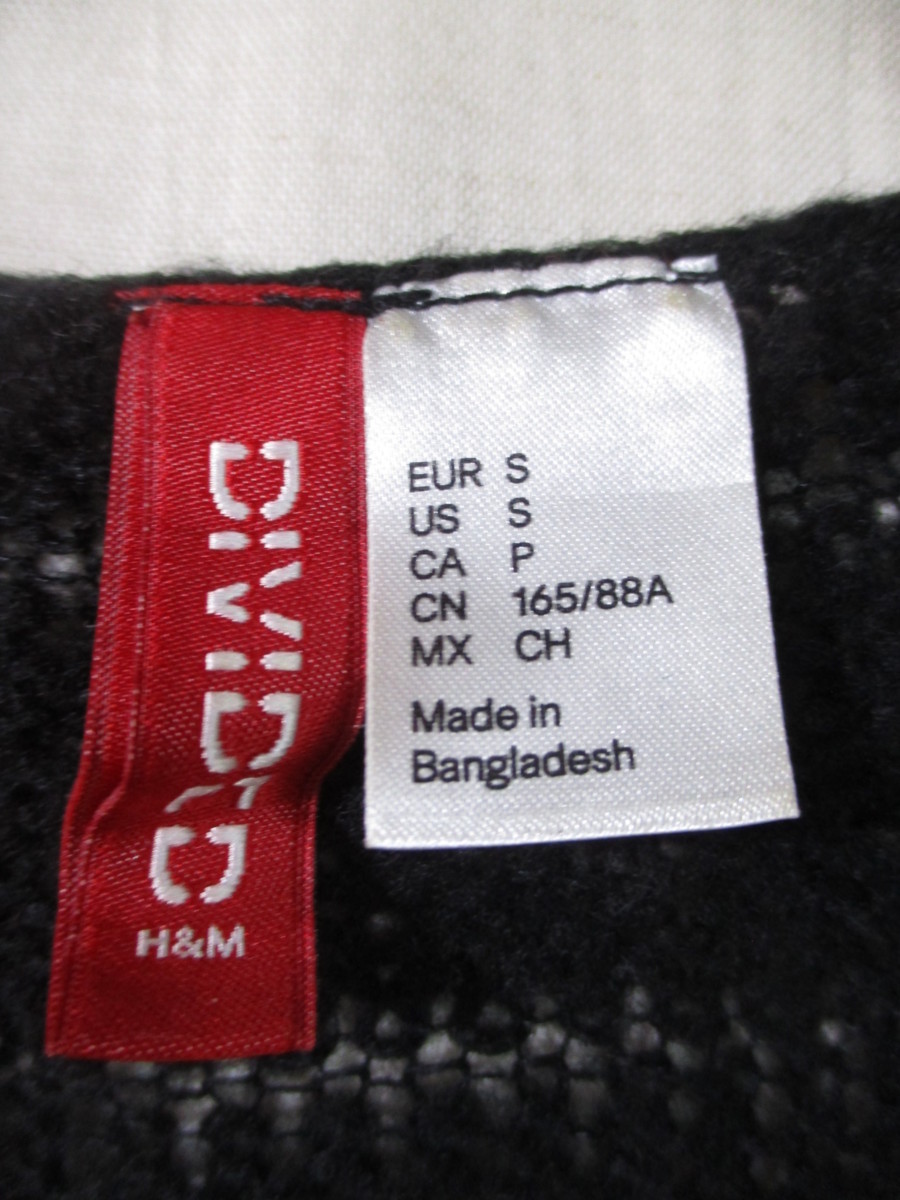 DIVIDED
H&M
EUR S
US S
CA P
CN 165/88A
MX CH
Made in
Bangladesh